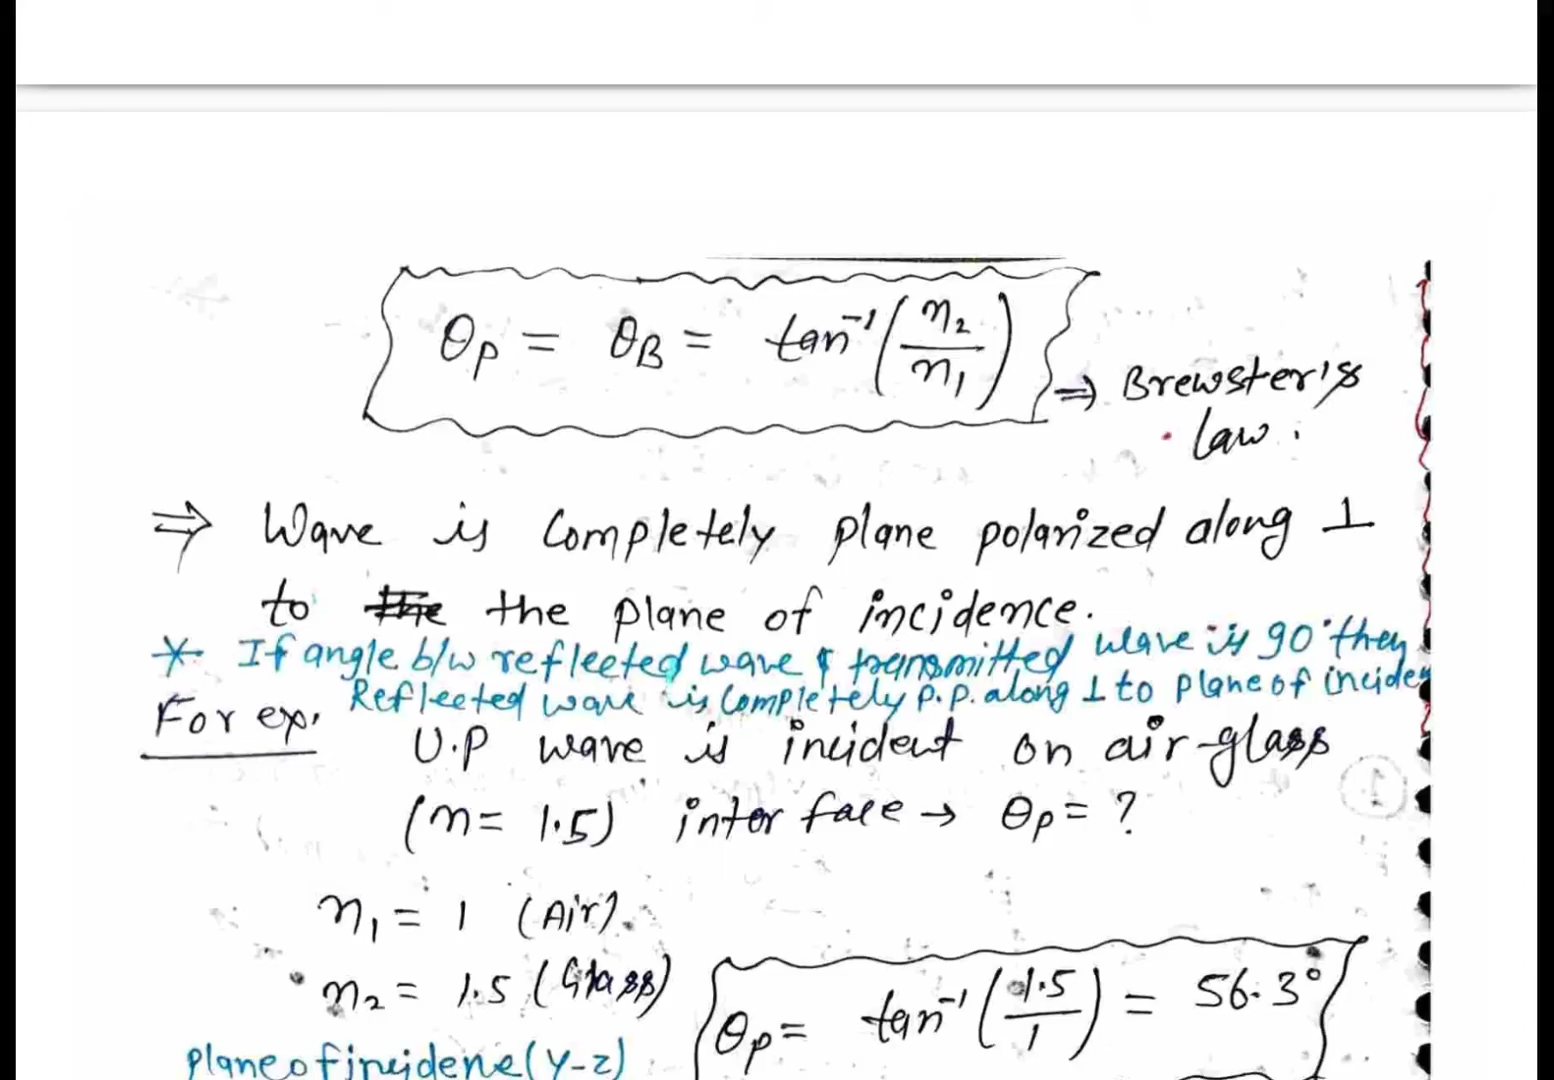 θp = θB = tan⁻¹(n₂/n₁) ⇒ Brewster's
law.
⇒ Wave is completely plane polarized along ⊥
to the plane of incidence.
* If angle b/w reflected wave & transmitted wave is 90° then
Reflected wave is completely p.p. along ⊥ to plane of inciden
For ex. U.P wave is incident on air-glass
(n = 1.5) interface → θp = ?
n₁ = 1 (Air)
n₂ = 1.5 (Glass)
θp = tan⁻¹(1.5/1) = 56.3°
plane of incidene (y-z)